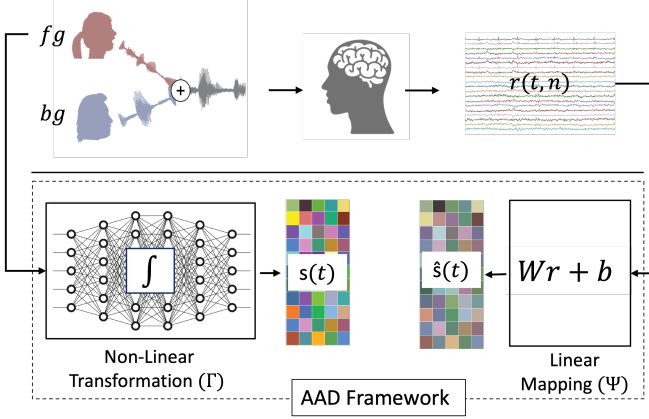 fg
bg
+
r(t,n)
∫
s(t)
ŝ(t)
Wr + b
Non-Linear
Transformation (Γ)
Linear
Mapping (Ψ)
AAD Framework